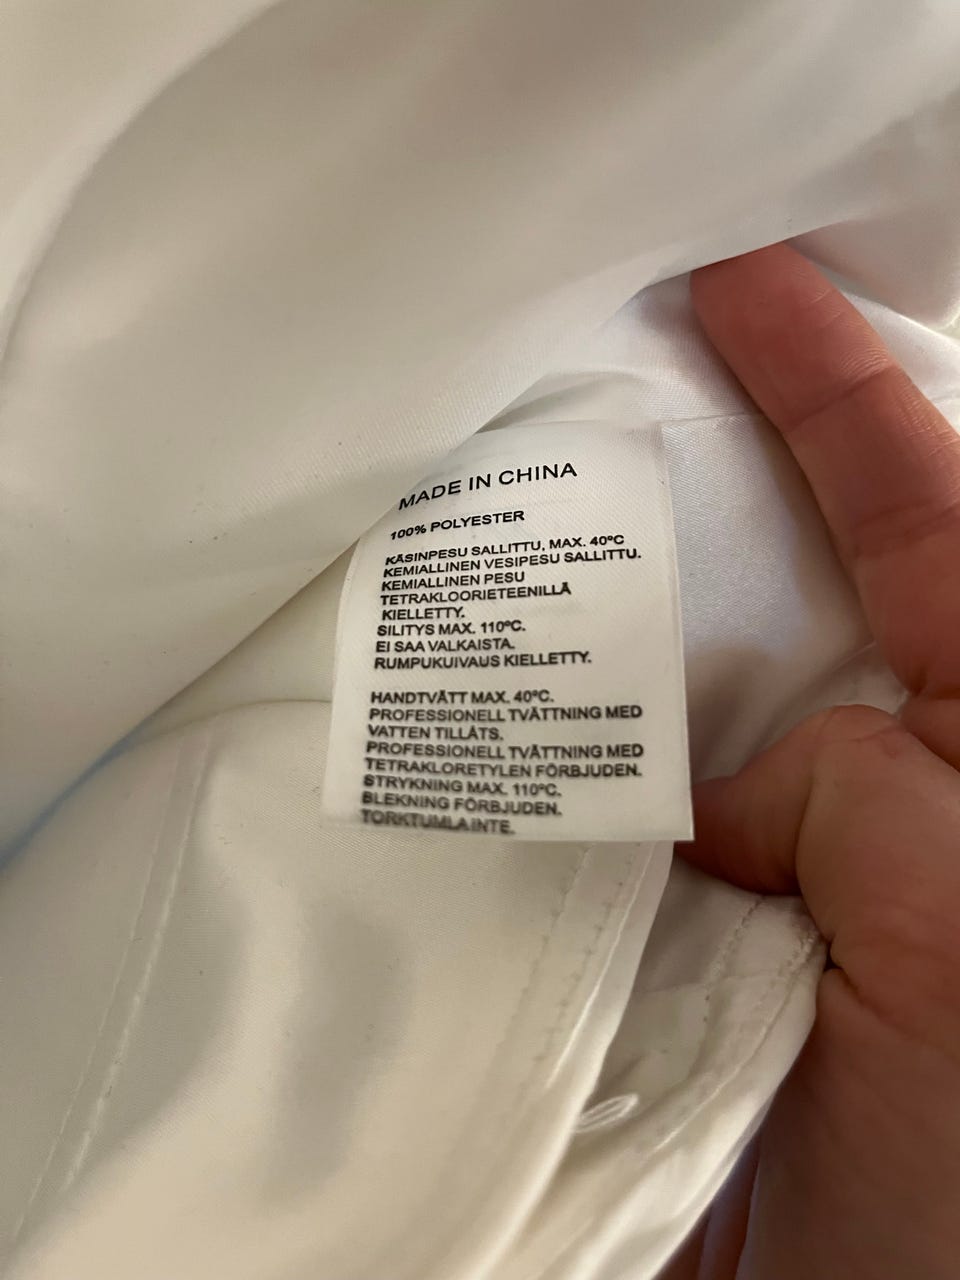 MADE IN CHINA
100% POLYESTER
KÄSINPESU SALLITTU, MAX. 40ºC
KEMIALLINEN VESIPESU SALLITTU.
KEMIALLINEN PESU
TETRAKLOORIETEENILLÄ
KIELLETTY.
SILITYS MAX. 110ºC.
EI SAA VALKAISTA.
RUMPUKUIVAUS KIELLETTY.
HANDTVÄTT MAX. 40ºC.
PROFESSIONELL TVÄTTNING MED
VATTEN TILLÅTS.
PROFESSIONELL TVÄTTNING MED
TETRAKLORETYLEN FÖRBJUDEN.
STRYKNING MAX. 110ºC.
BLEKNING FÖRBJUDEN.
TORKTUMLA INTE.